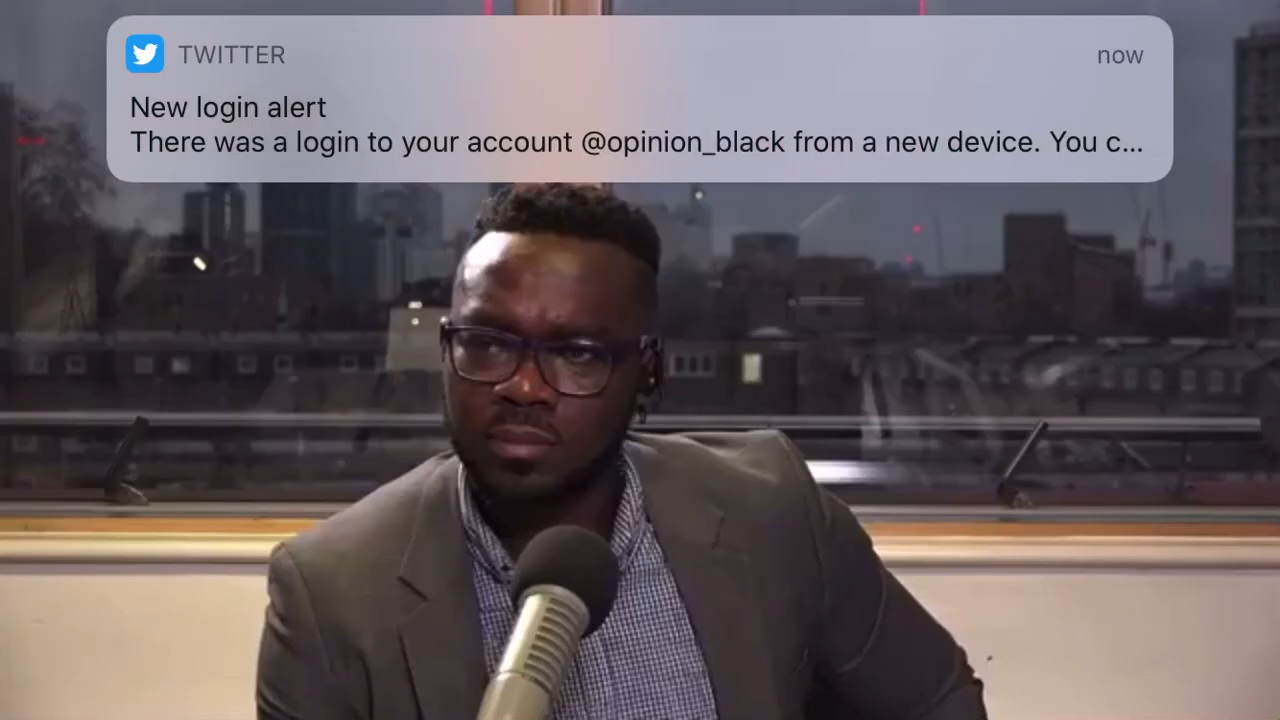 TWITTER
now
New login alert
There was a login to your account @opinion_black from a new device. You c...